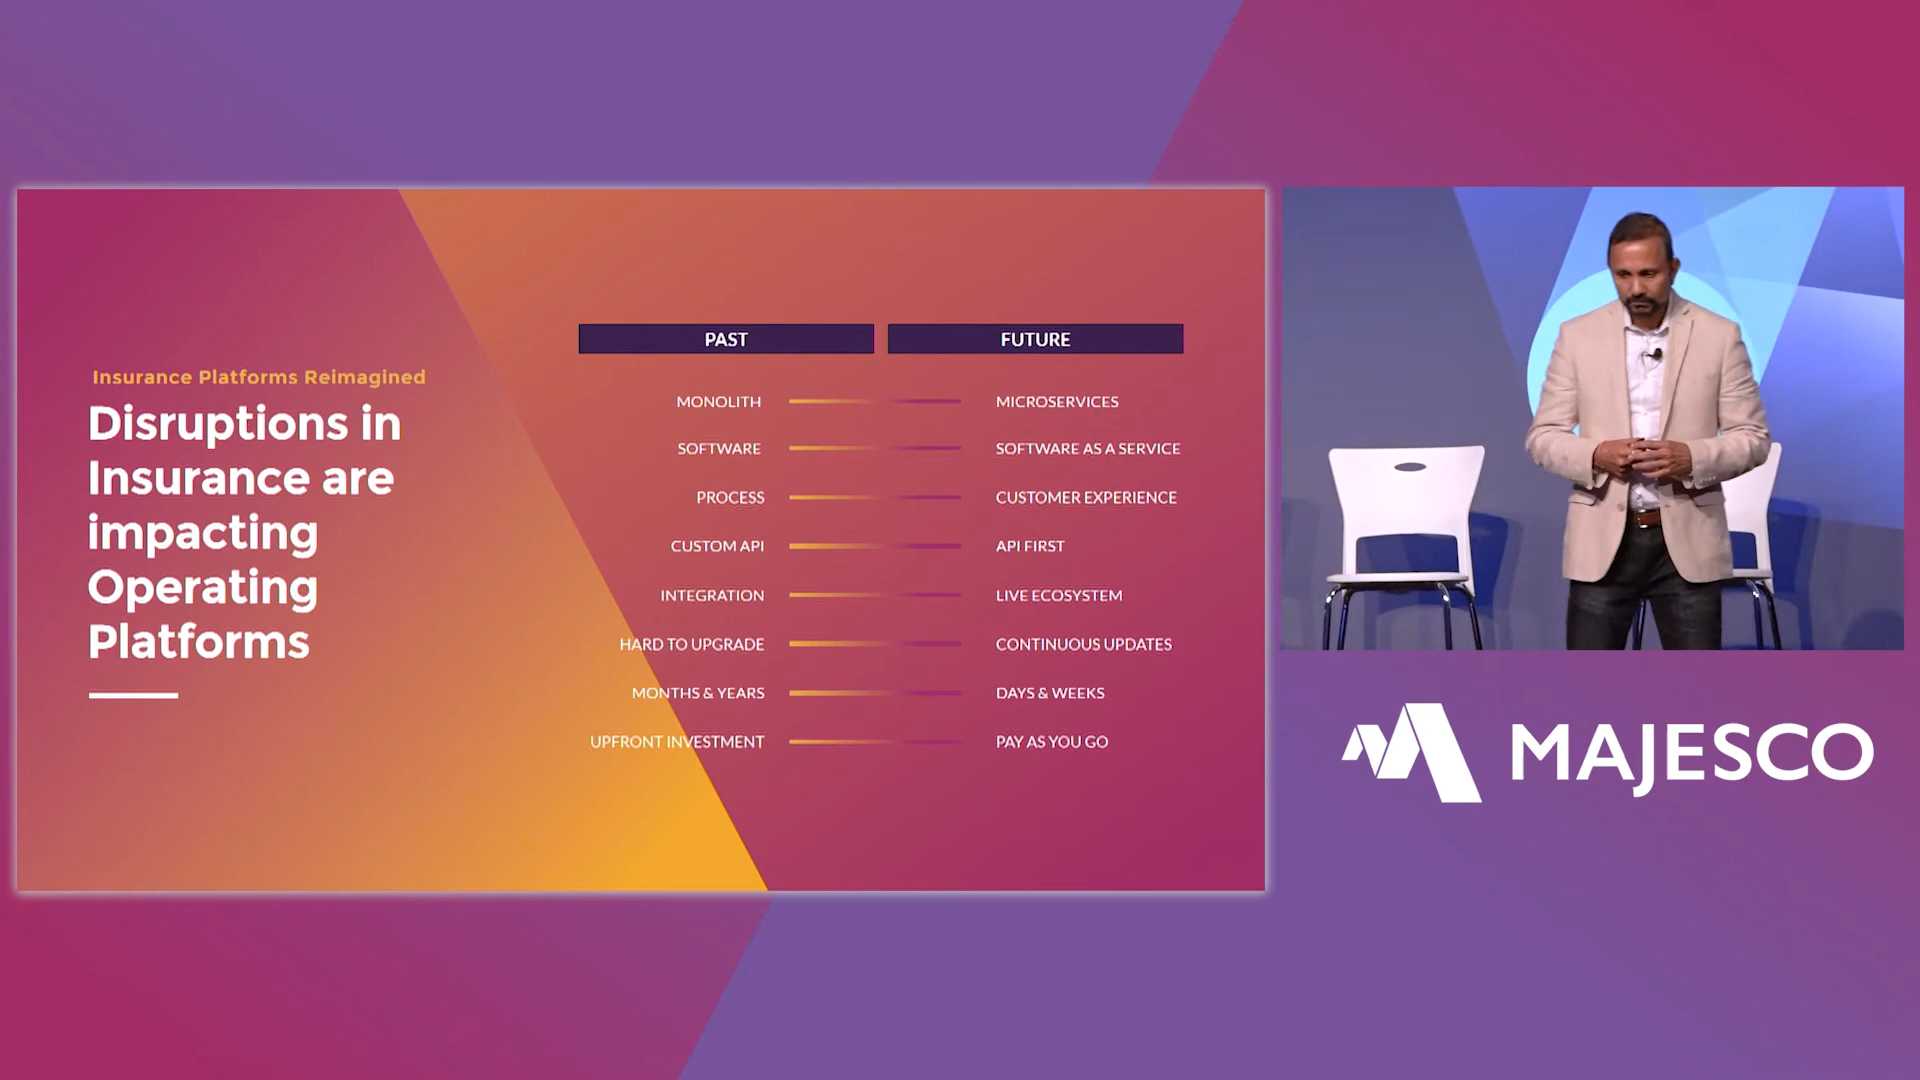 Insurance Platforms Reimagined
Disruptions in
Insurance are
impacting
Operating
Platforms
PAST FUTURE
MONOLITH MICROSERVICES
SOFTWARE SOFTWARE AS A SERVICE
PROCESS CUSTOMER EXPERIENCE
CUSTOM API API FIRST
INTEGRATION LIVE ECOSYSTEM
HARD TO UPGRADE CONTINUOUS UPDATES
MONTHS & YEARS DAYS & WEEKS
UPFRONT INVESTMENT PAY AS YOU GO
MAJESCO